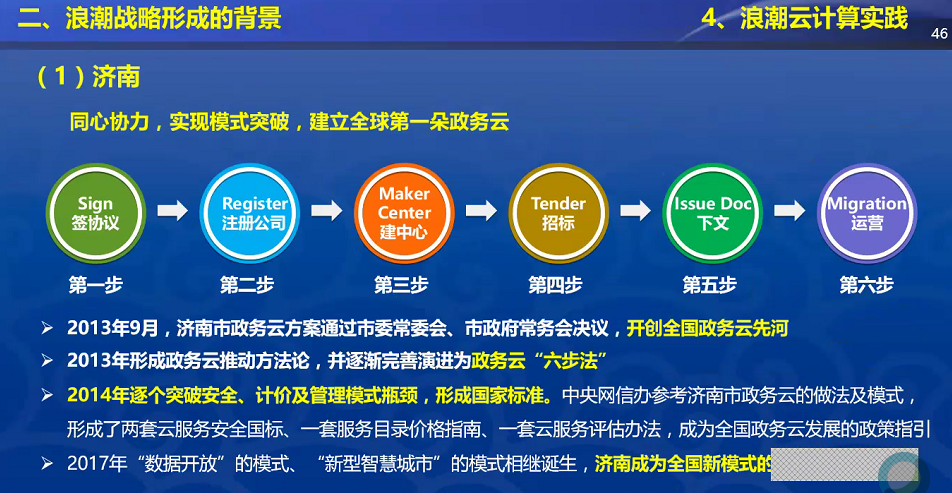 二、浪潮战略形成的背景
4、浪潮云计算实践
46
（1）济南
同心协力，实现模式突破，建立全球第一朵政务云
Sign
签协议
Register
注册公司
Maker
Center
建中心
Tender
招标
Issue Doc
下文
Migration
运营
第一步
第二步
第三步
第四步
第五步
第六步
➢ 2013年9月，济南市政务云方案通过市委常委会、市政府常务会决议，开创全国政务云先河
➢ 2013年形成政务云推动方法论，并逐渐完善演进为政务云“六步法”
➢ 2014年逐个突破安全、计价及管理模式瓶颈，形成国家标准。中央网信办参考济南市政务云的做法及模式，
形成了两套云服务安全国标、一套服务目录价格指南、一套云服务评估办法，成为全国政务云发展的政策指引
➢ 2017年“数据开放”的模式、“新型智慧城市”的模式相继诞生，济南成为全国新模式的